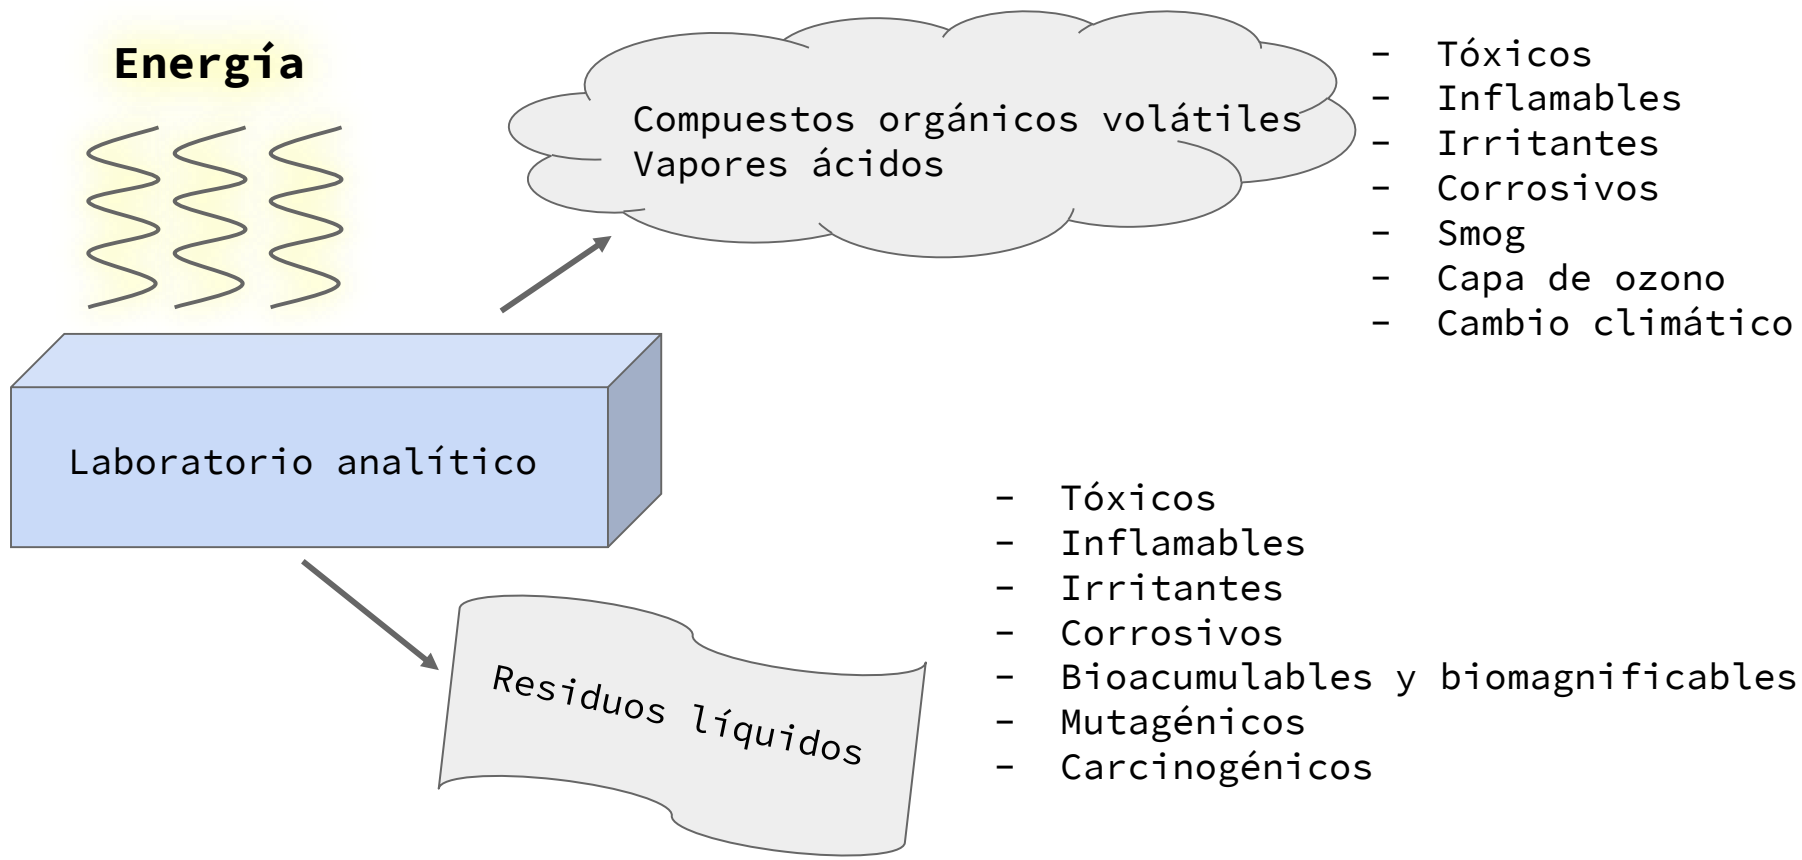 Energía
Compuestos orgánicos volátiles
Vapores ácidos
- Tóxicos
- Inflamables
- Irritantes
- Corrosivos
- Smog
- Capa de ozono
- Cambio climático
Laboratorio analítico
Residuos líquidos
- Tóxicos
- Inflamables
- Irritantes
- Corrosivos
- Bioacumulables y biomagnificables
- Mutagénicos
- Carcinogénicos